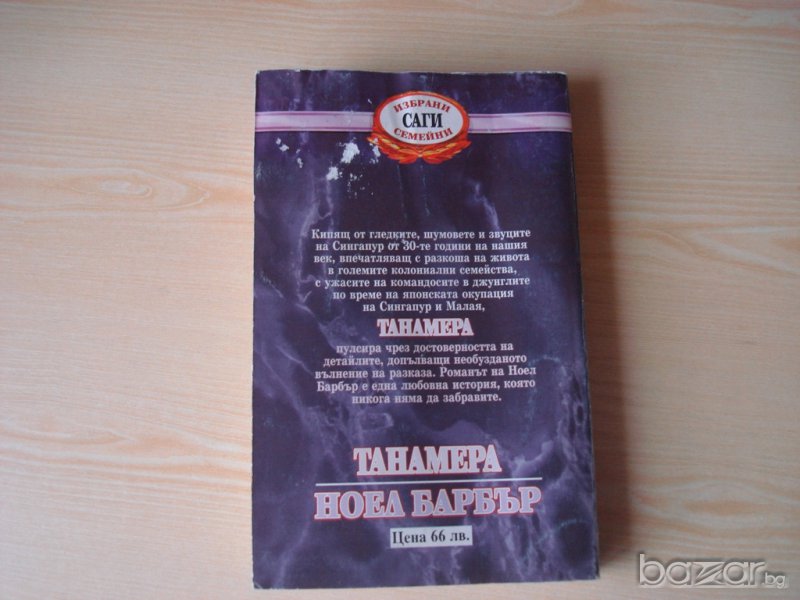 ИЗБРАНИ
САГИ
СЕМЕЙНИ
Кипящ от гледките, шумовете и звуците
на Сингапур от 30-те години на нашия
век, впечатляващ с разкоша на живота
в големите колониални семейства,
с ужасите на командосите в джунглите
по време на японската окупация
на Сингапур и Малая,
ТАНАМЕРА
пулсира чрез достоверността на
детайлите, допълващи необузданото
вълнение на разказа. Романът на Ноел
Барбър е една любовна история, която
никога няма да забравите.
ТАНАМЕРА
НОЕЛ БАРБЪР
Цена 66 лв.
bazar.bg